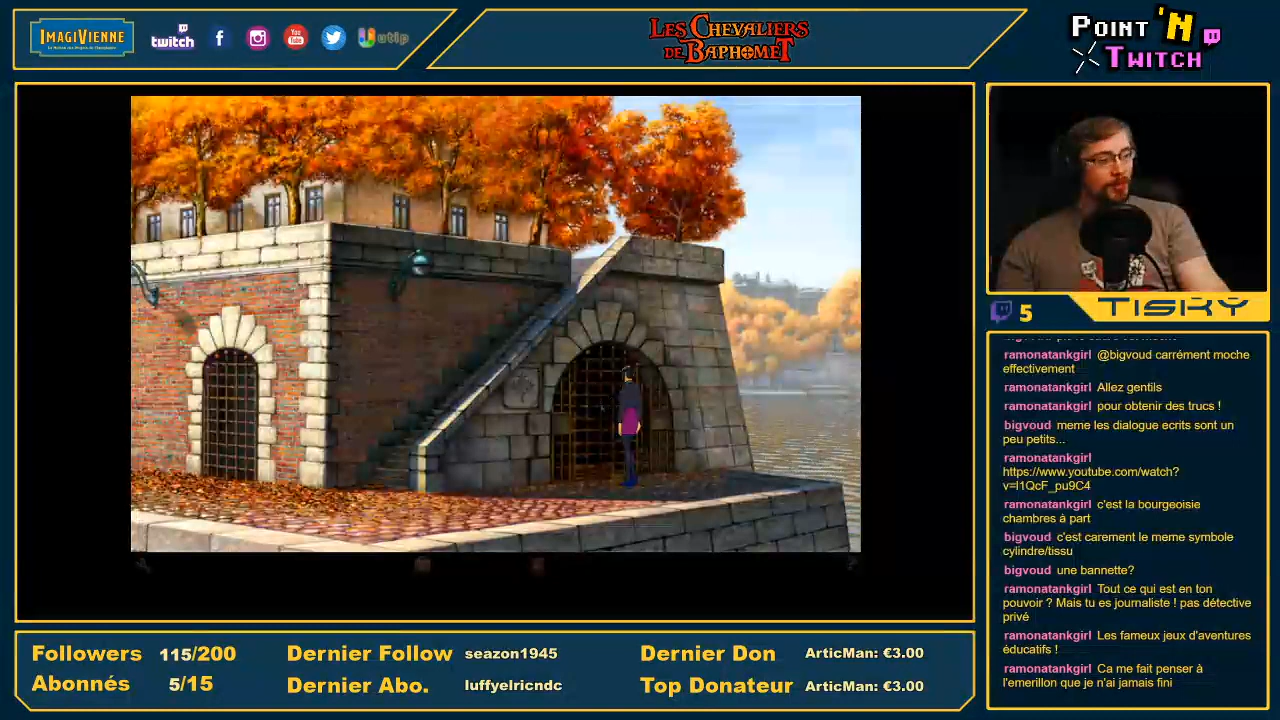 IMAGIVIENNE
twitch
utip
LES CHEVALIERS
DE BAPHOMET
POINT 'N
TWITCH
5
TISKY
ramonatankgirl @bigvoud carrément moche
effectivement
ramonatankgirl Allez gentils
ramonatankgirl pour obtenir des trucs !
bigvoud meme les dialogue ecrits sont un
peu petits...
ramonatankgirl
https://www.youtube.com/watch?
v=l1QcF_pu9C4
ramonatankgirl c'est la bourgeoisie
chambres à part
bigvoud c'est carement le meme symbole
cylindre/tissu
bigvoud une bannette?
ramonatankgirl Tout ce qui est en ton
pouvoir ? Mais tu es journaliste ! pas détective
privé
ramonatankgirl Les fameux jeux d'aventures
éducatifs !
ramonatankgirl Ca me fait penser à
l'emerillon que je n'ai jamais fini
Followers 115/200
Dernier Follow seazon1945
Dernier Don ArticMan: €3.00
Abonnés 5/15
Dernier Abo. luffyelricndc
Top Donateur ArticMan: €3.00